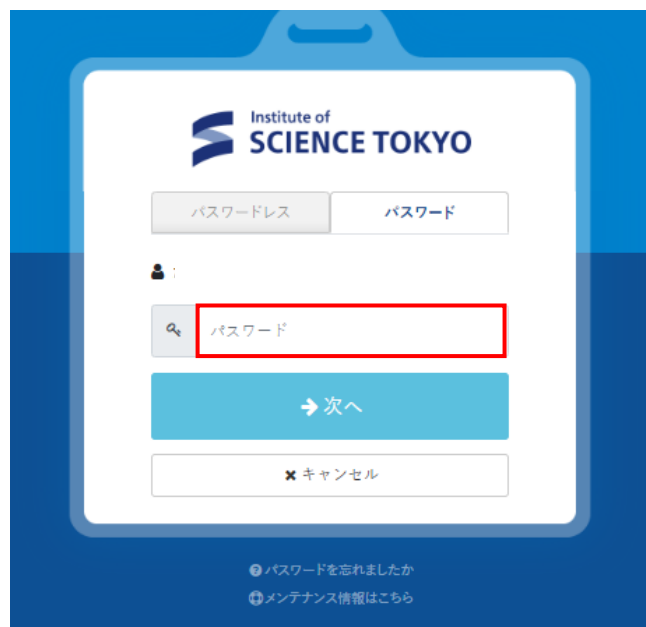 Institute of
SCIENCE TOKYO
パスワードレス
パスワード
パスワード
次へ
キャンセル
パスワードを忘れましたか
メンテナンス情報はこちら